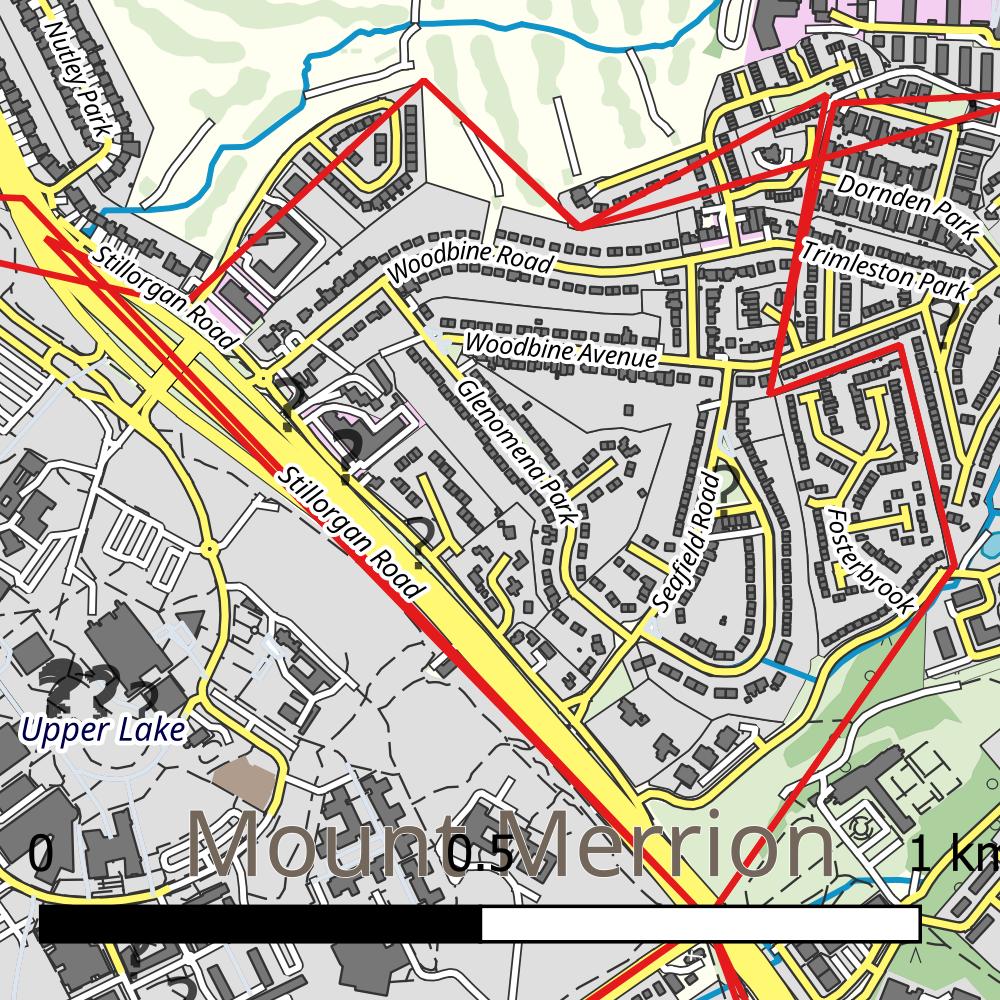 Nutley Park
Dornden Park
Stillorgan Road
Woodbine Road
Trimleston Park
?
Woodbine Avenue
?
Glenomena Park
?
?
Stillorgan Road
Seafield Road
?
Fosterbrook
? ? ?
Upper Lake
Mount Merrion
0 0.5 1 km
?